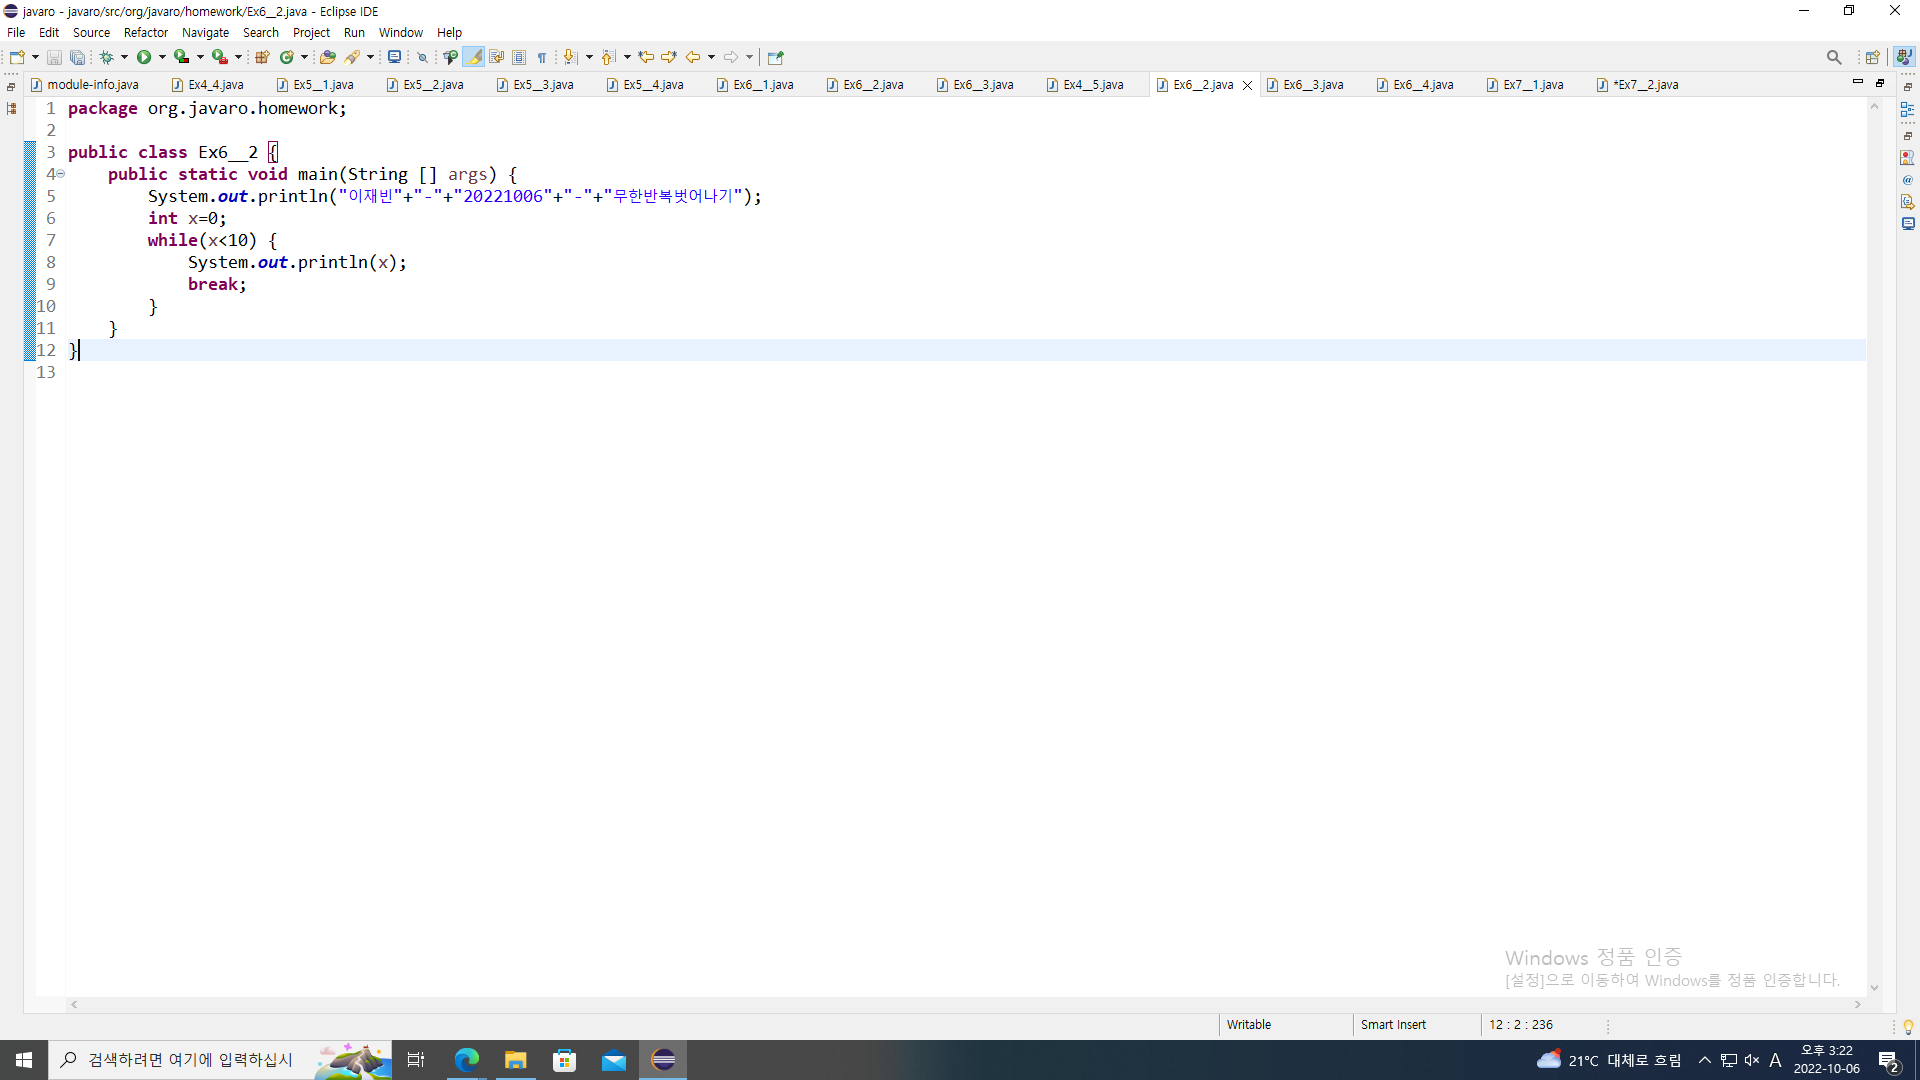 javaro - javaro/src/org/javaro/homework/Ex6__2.java - Eclipse IDE
File Edit Source Refactor Navigate Search Project Run Window Help
module-info.java Ex4_4.java Ex5__1.java Ex5__2.java Ex5__3.java Ex5__4.java Ex6__1.java Ex6__2.java Ex6__3.java Ex4__5.java Ex6__2.java Ex6__3.java Ex6__4.java Ex7__1.java *Ex7__2.java
1 package org.javaro.homework;
2
3 public class Ex6__2 {
4 public static void main(String [] args) {
5 System.out.println("이재빈"+"-"+"20221006"+"-"+"무한반복벗어나기");
6 int x=0;
7 while(x<10) {
8 System.out.println(x);
9 break;
10 }
11 }
12 }
13
Windows 정품 인증
[설정]으로 이동하여 Windows를 정품 인증합니다.
Writable Smart Insert 12 : 2 : 236
검색하려면 여기에 입력하십시
21°C 대체로 흐림 A 오후 3:22
2022-10-06 2